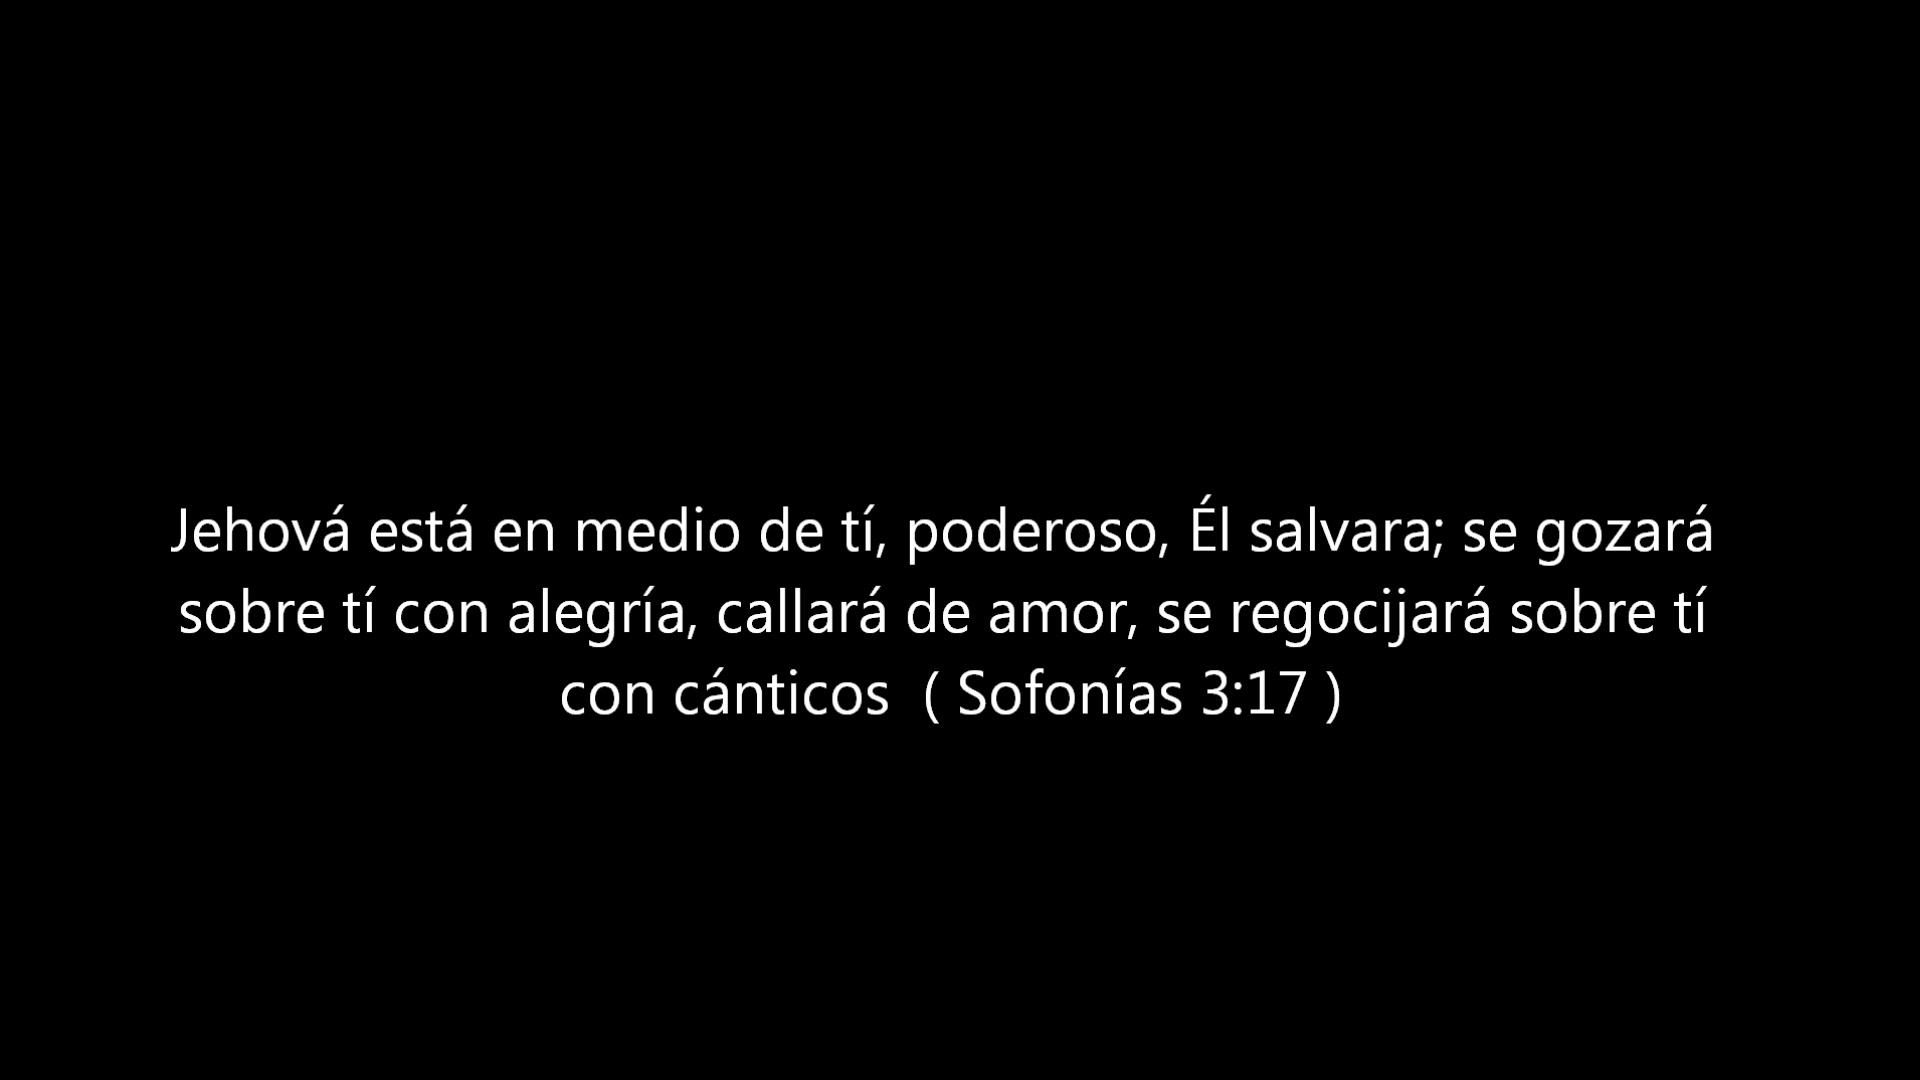 Jehová está en medio de tí, poderoso, Él salvara; se gozará
sobre tí con alegría, callará de amor, se regocijará sobre tí
con cánticos  ( Sofonías 3:17 )